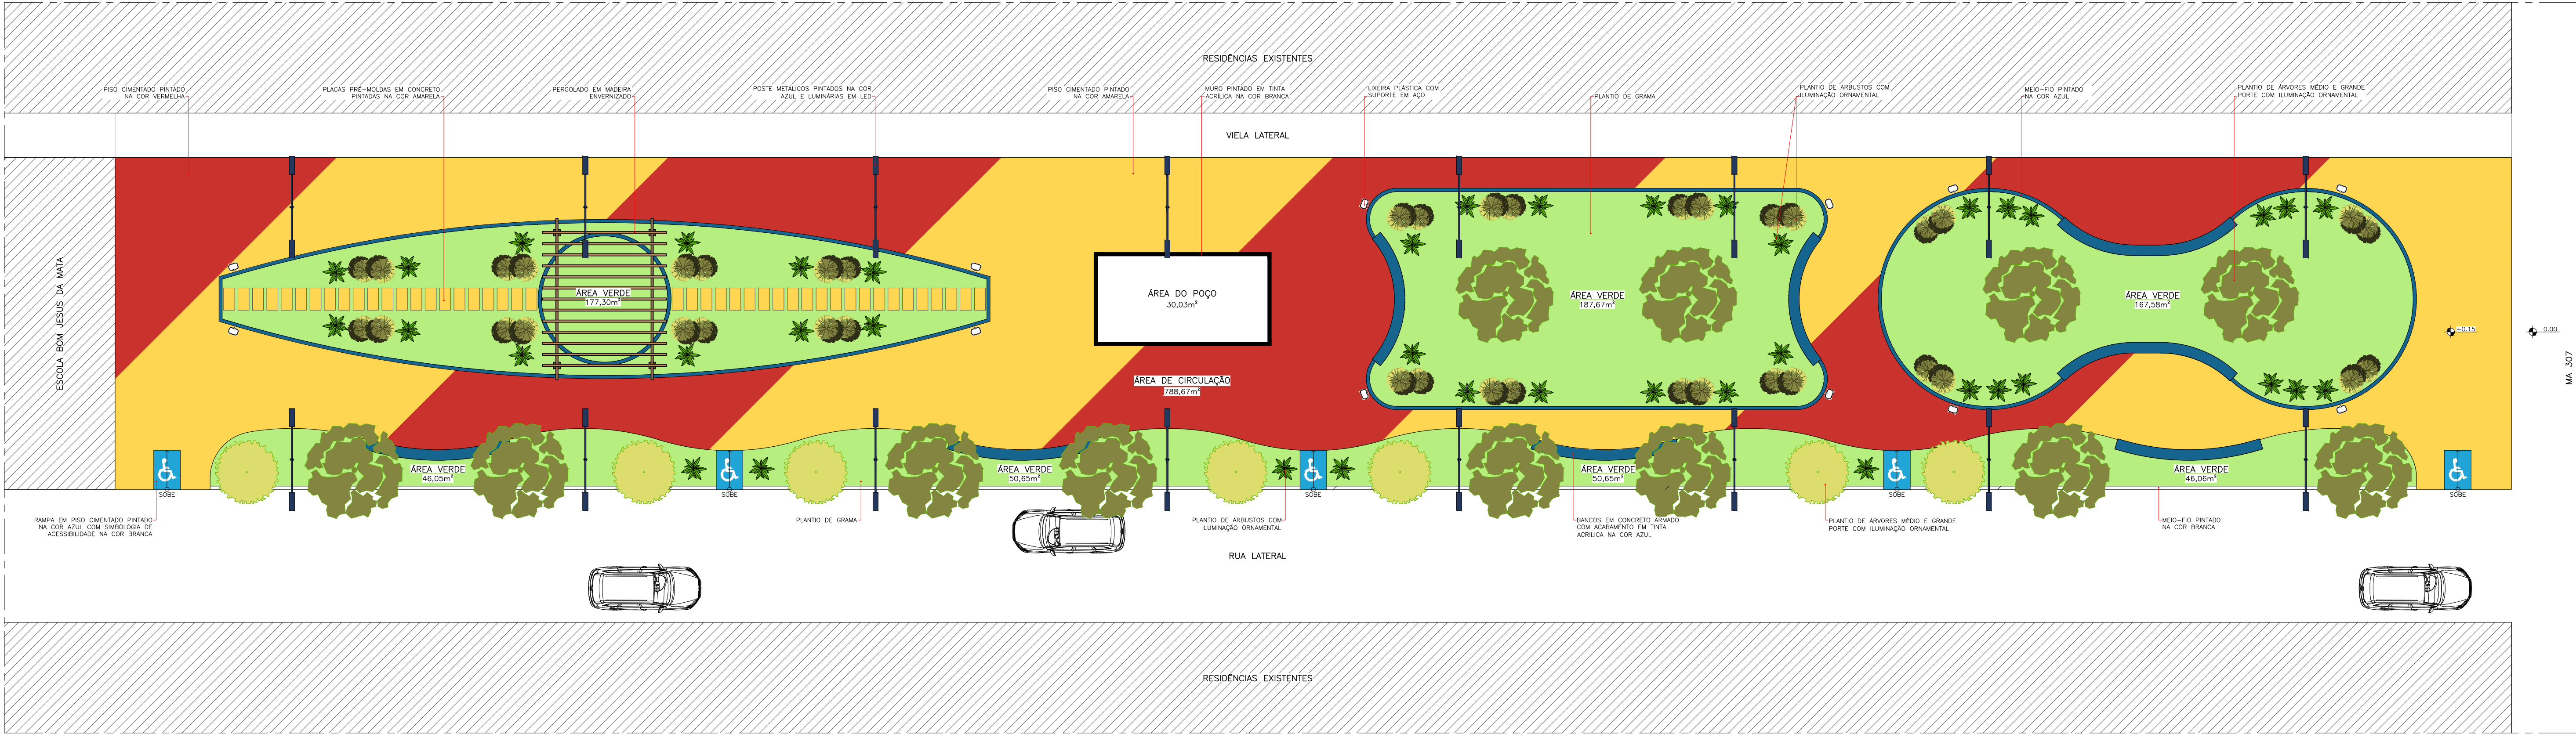 RESIDÊNCIAS EXISTENTES
PISO CIMENTADO PINTADO
NA COR VERMELHA
PLACAS PRÉ-MOLDAS EM CONCRETO
PINTADAS NA COR AMARELA
PERGOLADO EM MADEIRA
ENVERNIZADO
POSTE METÁLICOS PINTADOS NA COR
AZUL E LUMINÁRIAS EM LED
PISO CIMENTADO PINTADO
NA COR AMARELA
MURO PINTADO EM TINTA
ACRÍLICA NA COR BRANCA
LIXEIRA PLÁSTICA COM
SUPORTE EM AÇO
PLANTIO DE GRAMA
PLANTIO DE ARBUSTOS COM
ILUMINAÇÃO ORNAMENTAL
MEIO-FIO PINTADO
NA COR AZUL
PLANTIO DE ÁRVORES MÉDIO E GRANDE
PORTE COM ILUMINAÇÃO ORNAMENTAL
VIELA LATERAL
ESCOLA BOM JESUS DA MATA
ÁREA VERDE
177,30m²
ÁREA DO POÇO
30,03m²
ÁREA VERDE
187,67m²
ÁREA VERDE
167,58m²
+0.15
0.00
MA 307
ÁREA DE CIRCULAÇÃO
788,67m²
ÁREA VERDE
46,05m²
ÁREA VERDE
50,65m²
ÁREA VERDE
50,65m²
ÁREA VERDE
46,06m²
SOBE
SOBE
SOBE
SOBE
SOBE
RAMPA EM PISO CIMENTADO PINTADO
NA COR AZUL COM SIMBOLOGIA DE
ACESSIBILIDADE NA COR BRANCA
PLANTIO DE GRAMA
PLANTIO DE ARBUSTOS COM
ILUMINAÇÃO ORNAMENTAL
BANCOS EM CONCRETO ARMADO
COM ACABAMENTO EM TINTA
ACRÍLICA NA COR AZUL
PLANTIO DE ÁRVORES MÉDIO E GRANDE
PORTE COM ILUMINAÇÃO ORNAMENTAL
MEIO-FIO PINTADO
NA COR BRANCA
RUA LATERAL
RESIDÊNCIAS EXISTENTES